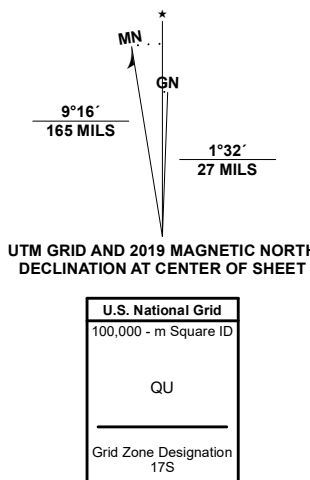 ★
MN
GN
9°16´
165 MILS
1°32´
27 MILS
UTM GRID AND 2019 MAGNETIC NORTH
DECLINATION AT CENTER OF SHEET
U.S. National Grid
100,000 - m Square ID
QU
Grid Zone Designation
17S